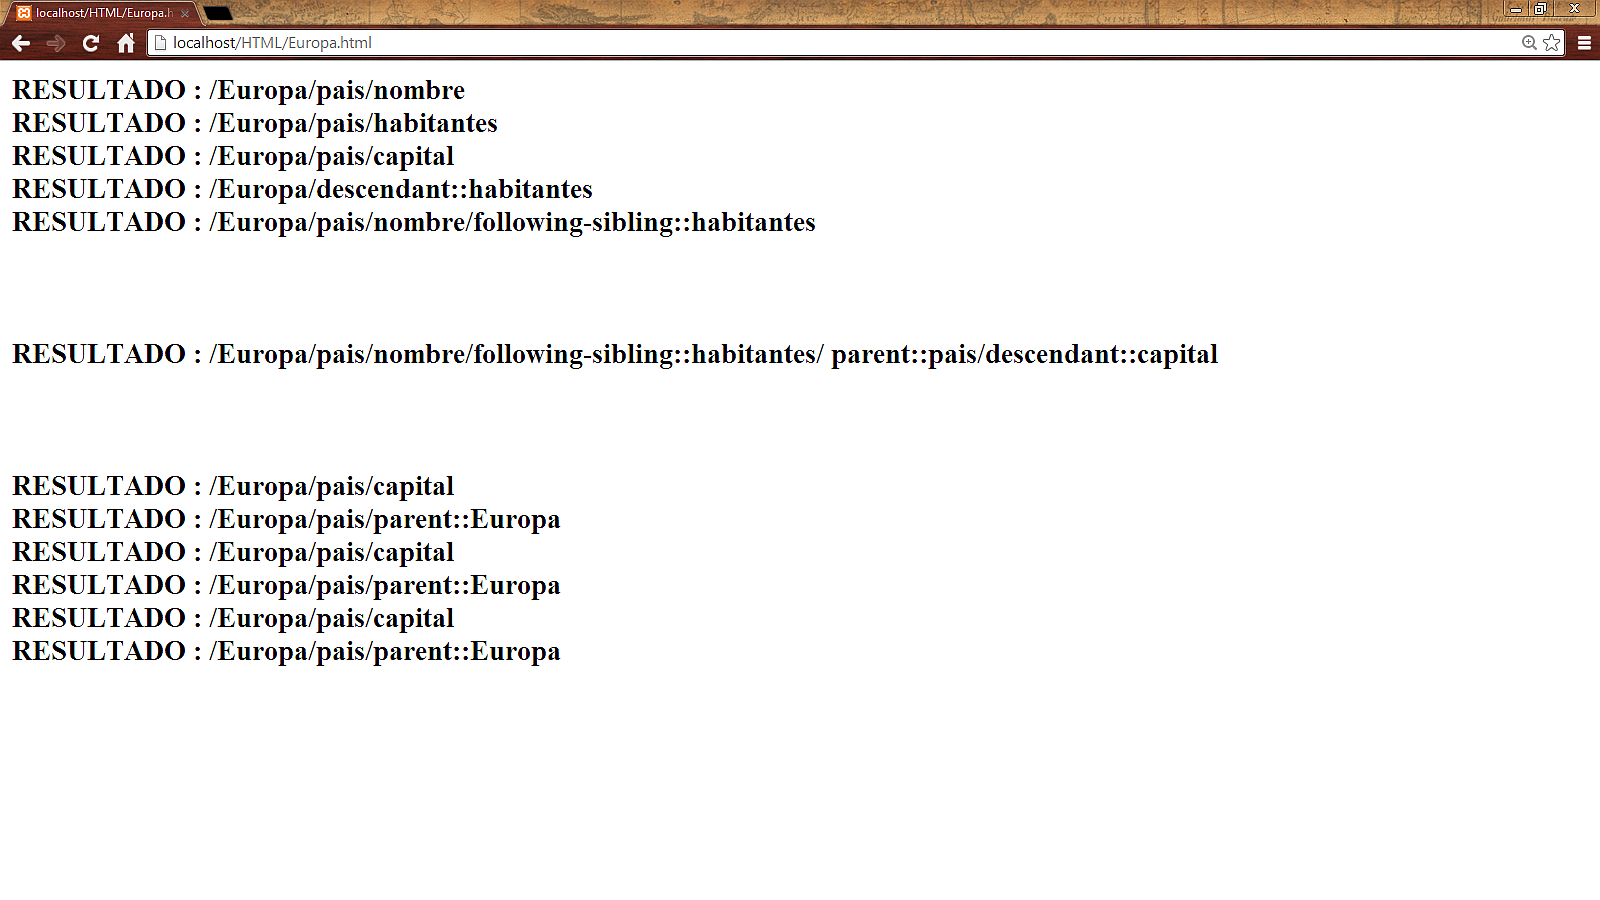 localhost/HTML/Europa.h
localhost/HTML/Europa.html
RESULTADO : /Europa/pais/nombre
RESULTADO : /Europa/pais/habitantes
RESULTADO : /Europa/pais/capital
RESULTADO : /Europa/descendant::habitantes
RESULTADO : /Europa/pais/nombre/following-sibling::habitantes
RESULTADO : /Europa/pais/nombre/following-sibling::habitantes/ parent::pais/descendant::capital
RESULTADO : /Europa/pais/capital
RESULTADO : /Europa/pais/parent::Europa
RESULTADO : /Europa/pais/capital
RESULTADO : /Europa/pais/parent::Europa
RESULTADO : /Europa/pais/capital
RESULTADO : /Europa/pais/parent::Europa